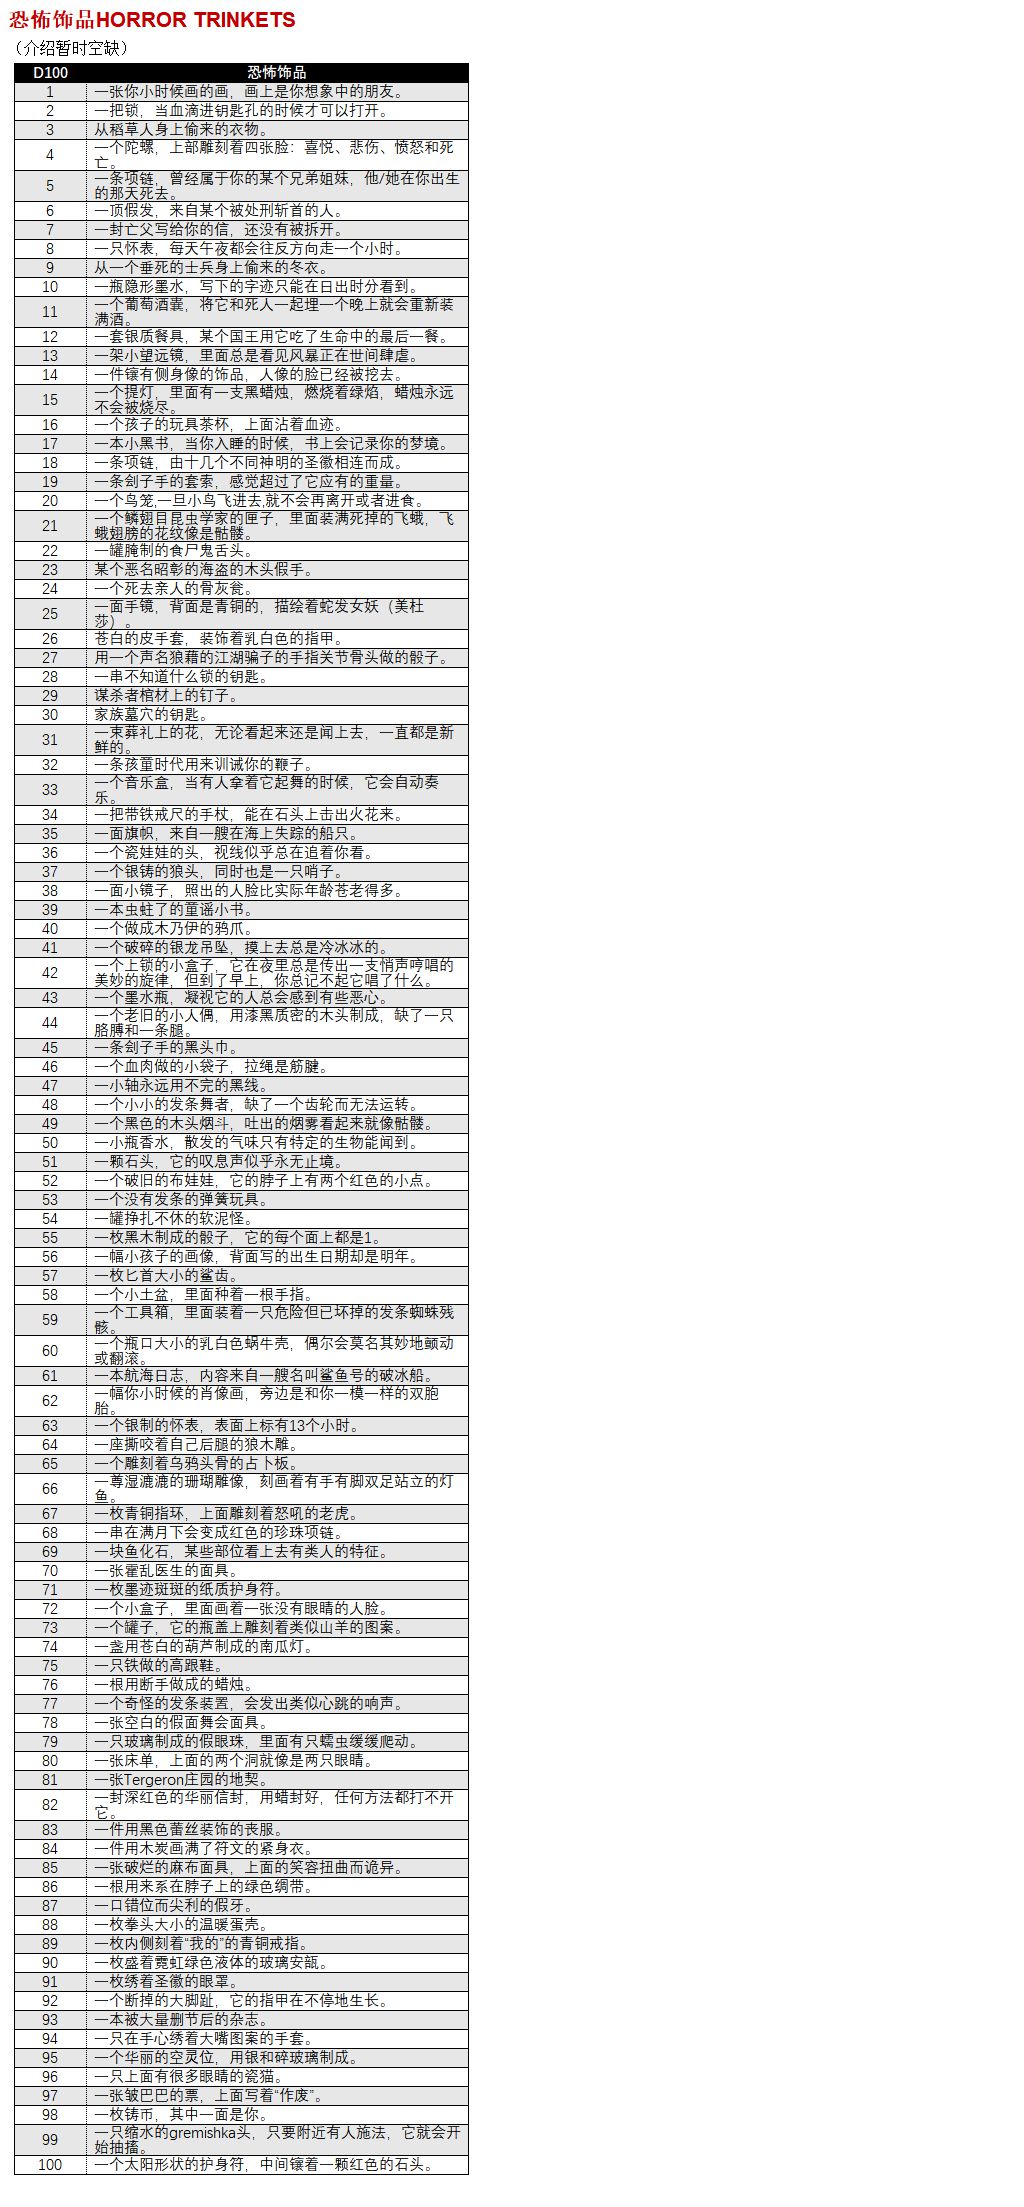 恐怖饰品HORROR TRINKETS
（介绍暂时空缺）
D100 恐怖饰品
1 一张你小时候画的画，画上是你想象中的朋友。
2 一把锁，当血滴进钥匙孔的时候才可以打开。
3 从稻草人身上偷来的衣物。
4 一个陀螺，上部雕刻着四张脸：喜悦、悲伤、愤怒和死
亡。
5 一条项链，曾经属于你的某个兄弟姐妹，他/她在你出生
的那天死去。
6 一顶假发，来自某个被处刑斩首的人。
7 一封亡父写给你的信，还没有被拆开。
8 一只怀表，每天午夜都会往反方向走一个小时。
9 从一个垂死的士兵身上偷来的冬衣。
10 一瓶隐形墨水，写下的字迹只能在日出时分看到。
11 一个葡萄酒囊，将它和死人一起埋一个晚上就会重新装
满酒。
12 一套银质餐具，某个国王用它吃了生命中的最后一餐。
13 一架小望远镜，里面总是看见风暴正在世间肆虐。
14 一件镶有侧身像的饰品，人像的脸已经被挖去。
15 一个提灯，里面有一支黑蜡烛，燃烧着绿焰，蜡烛永远
不会被烧尽。
16 一个孩子的玩具茶杯，上面沾着血迹。
17 一本小黑书，当你入睡的时候，书上会记录你的梦境。
18 一条项链，由十几个不同神明的圣徽相连而成。
19 一条刽子手的套索，感觉超过了它应有的重量。
20 一个鸟笼,一旦小鸟飞进去,就不会再离开或者进食。
21 一个鳞翅目昆虫学家的匣子，里面装满死掉的飞蛾，飞
蛾翅膀的花纹像是骷髅。
22 一罐腌制的食尸鬼舌头。
23 某个恶名昭彰的海盗的木头假手。
24 一个死去亲人的骨灰瓮。
25 一面手镜，背面是青铜的，描绘着蛇发女妖（美杜
莎）。
26 苍白的皮手套，装饰着乳白色的指甲。
27 用一个声名狼藉的江湖骗子的手指关节骨头做的骰子。
28 一串不知道什么锁的钥匙。
29 谋杀者棺材上的钉子。
30 家族墓穴的钥匙。
31 一束葬礼上的花，无论看起来还是闻上去，一直都是新
鲜的。
32 一条孩童时代用来训诫你的鞭子。
33 一个音乐盒，当有人拿着它起舞的时候，它会自动奏
乐。
34 一把带铁戒尺的手杖，能在石头上击出火花来。
35 一面旗帜，来自一艘在海上失踪的船只。
36 一个瓷娃娃的头，视线似乎总在追着你看。
37 一个银铸的狼头，同时也是一只哨子。
38 一面小镜子，照出的人脸比实际年龄苍老得多。
39 一本虫蛀了的童谣小书。
40 一个做成木乃伊的鸦爪。
41 一个破碎的银龙吊坠，摸上去总是冷冰冰的。
42 一个上锁的小盒子，它在夜里总是传出一支悄声哼唱的
美妙的旋律，但到了早上，你总记不起它唱了什么。
43 一个墨水瓶，凝视它的人总会感到有些恶心。
44 一个老旧的小人偶，用漆黑质密的木头制成，缺了一只
胳膊和一条腿。
45 一条刽子手的黑头巾。
46 一个血肉做的小袋子，拉绳是筋腱。
47 一小轴永远用不完的黑线。
48 一个小小的发条舞者，缺了一个齿轮而无法运转。
49 一个黑色的木头烟斗，吐出的烟雾看起来就像骷髅。
50 一小瓶香水，散发的气味只有特定的生物能闻到。
51 一颗石头，它的叹息声似乎永无止境。
52 一个破旧的布娃娃，它的脖子上有两个红色的小点。
53 一个没有发条的弹簧玩具。
54 一罐挣扎不休的软泥怪。
55 一枚黑木制成的骰子，它的每个面上都是1。
56 一幅小孩子的画像，背面写的出生日期却是明年。
57 一枚匕首大小的鲨齿。
58 一个小土盆，里面种着一根手指。
59 一个工具箱，里面装着一只危险但已坏掉的发条蜘蛛残
骸。
60 一个瓶口大小的乳白色蜗牛壳，偶尔会莫名其妙地颤动
或翻滚。
61 一本航海日志，内容来自一艘名叫鲨鱼号的破冰船。
62 一幅你小时候的肖像画，旁边是和你一模一样的双胞
胎。
63 一个银制的怀表，表面上标有13个小时。
64 一座撕咬着自己后腿的狼木雕。
65 一个雕刻着乌鸦头骨的占卜板。
66 一尊湿漉漉的珊瑚雕像，刻画着有手有脚双足站立的灯
鱼。
67 一枚青铜指环，上面雕刻着怒吼的老虎。
68 一串在满月下会变成红色的珍珠项链。
69 一块鱼化石，某些部位看上去有类人的特征。
70 一张霍乱医生的面具。
71 一枚墨迹斑斑的纸质护身符。
72 一个小盒子，里面画着一张没有眼睛的人脸。
73 一个罐子，它的瓶盖上雕刻着类似山羊的图案。
74 一盏用苍白的葫芦制成的南瓜灯。
75 一只铁做的高跟鞋。
76 一根用断手做成的蜡烛。
77 一个奇怪的发条装置，会发出类似心跳的响声。
78 一张空白的假面舞会面具。
79 一只玻璃制成的假眼珠，里面有只蠕虫缓缓爬动。
80 一张床单，上面的两个洞就像是两只眼睛。
81 一张Tergeron庄园的地契。
82 一封深红色的华丽信封，用蜡封好，任何方法都打不开
它。
83 一件用黑色蕾丝装饰的丧服。
84 一件用木炭画满了符文的紧身衣。
85 一张破烂的麻布面具，上面的笑容扭曲而诡异。
86 一根用来系在脖子上的绿色绸带。
87 一口错位而尖利的假牙。
88 一枚拳头大小的温暖蛋壳。
89 一枚内侧刻着“我的”的青铜戒指。
90 一枚盛着霓虹绿色液体的玻璃安瓿。
91 一枚绣着圣徽的眼罩。
92 一个断掉的大脚趾，它的指甲在不停地生长。
93 一本被大量删节后的杂志。
94 一只在手心绣着大嘴图案的手套。
95 一个华丽的空灵位，用银和碎玻璃制成。
96 一只上面有很多眼睛的瓷猫。
97 一张皱巴巴的票，上面写着“作废”。
98 一枚铸币，其中一面是你。
99 一只缩水的gremishka头，只要附近有人施法，它就会开
始抽搐。
100 一个太阳形状的护身符，中间镶着一颗红色的石头。